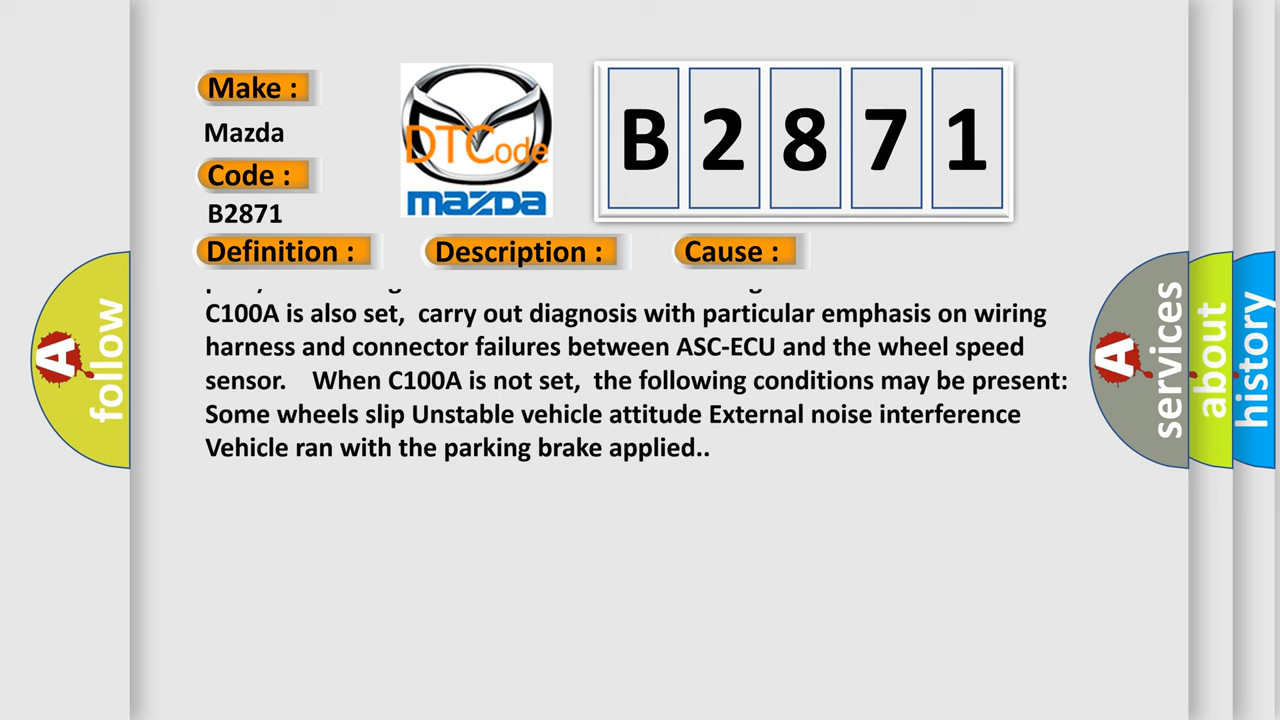 Make :
Mazda
Code :
B2871
DTCode
mazda
B 2 8 7 1
Definition :
Description :
Cause :
C100A is also set, carry out diagnosis with particular emphasis on wiring
harness and connector failures between ASC-ECU and the wheel speed
sensor. When C100A is not set, the following conditions may be present:
Some wheels slip Unstable vehicle attitude External noise interference
Vehicle ran with the parking brake applied..
A follow
A services
about
history